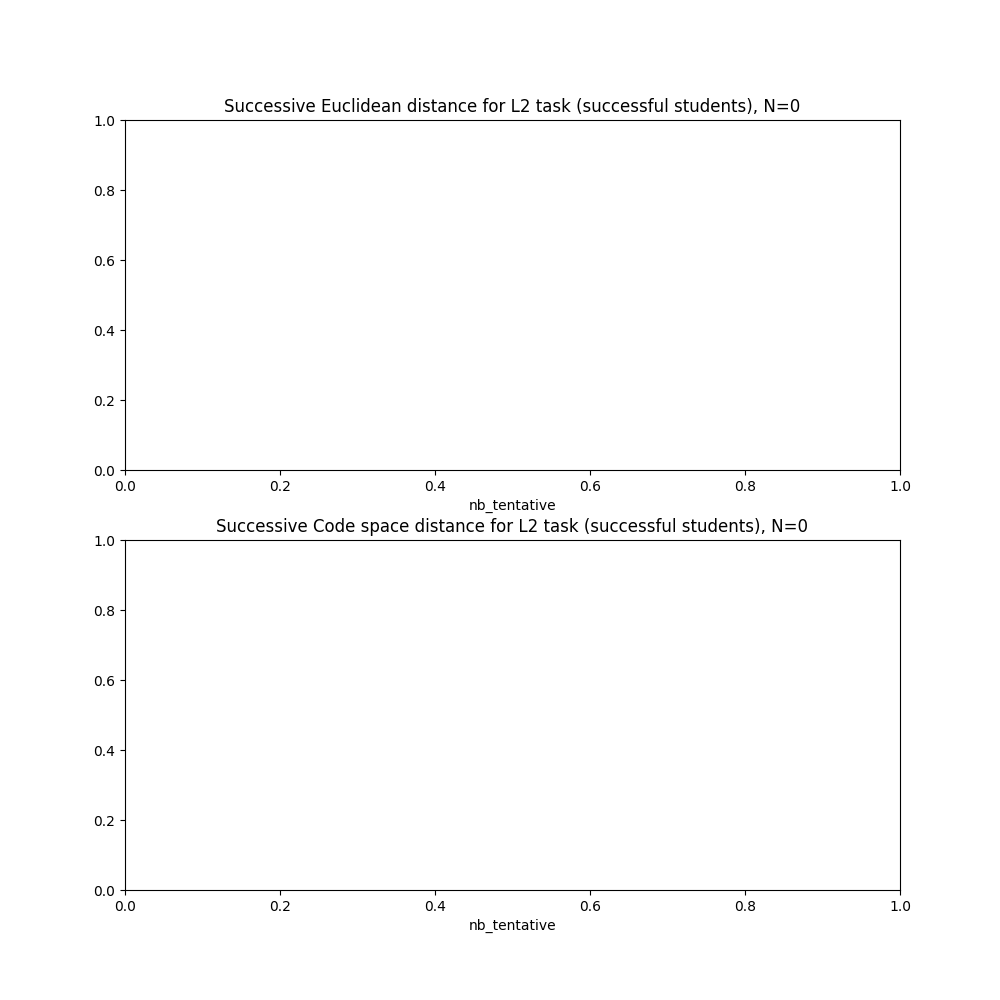 Successive Euclidean distance for L2 task (successful students), N=0
1.0
0.8
0.6
0.4
0.2
0.0
0.0 0.2 0.4 0.6 0.8 1.0
nb_tentative
Successive Code space distance for L2 task (successful students), N=0
1.0
0.8
0.6
0.4
0.2
0.0
0.0 0.2 0.4 0.6 0.8 1.0
nb_tentative